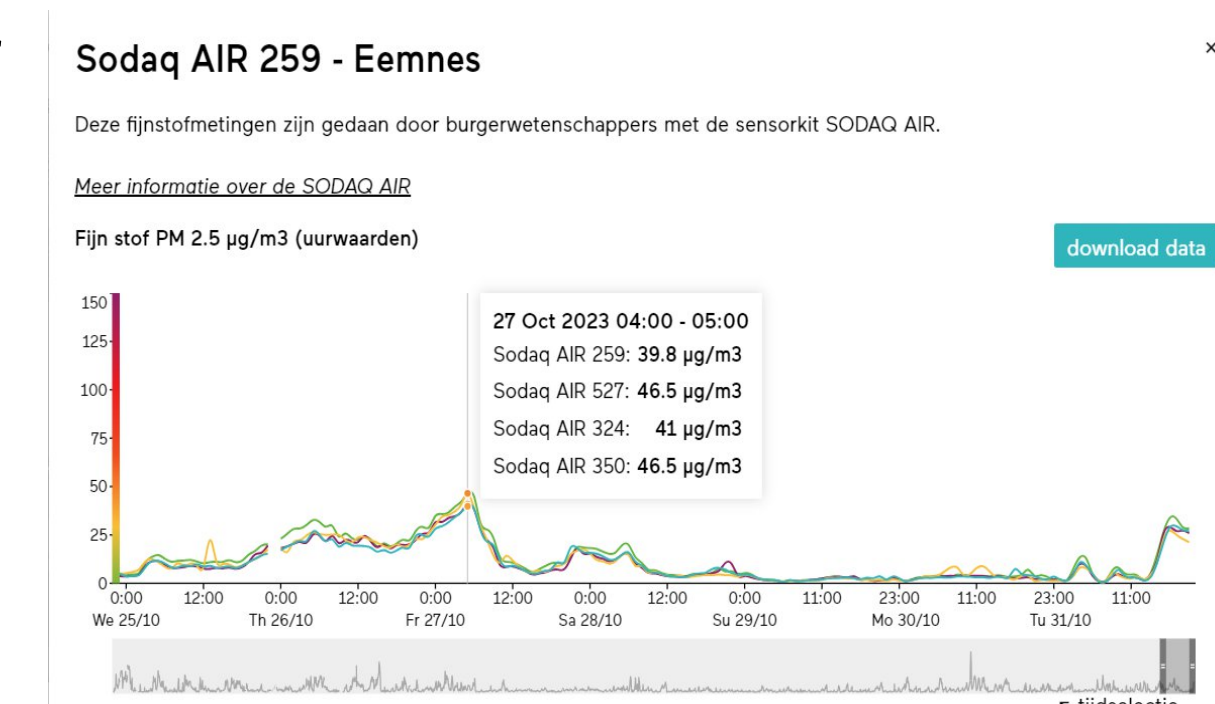 Sodaq AIR 259 - Eemnes
×
Deze fijnstofmetingen zijn gedaan door burgerwetenschappers met de sensorkit SODAQ AIR.
Meer informatie over de SODAQ AIR
Fijn stof PM 2.5 µg/m3 (uurwaarden)
download data
150
125
100
75
50
25
0
27 Oct 2023 04:00 - 05:00
Sodaq AIR 259: 39.8 µg/m3
Sodaq AIR 527: 46.5 µg/m3
Sodaq AIR 324: 41 µg/m3
Sodaq AIR 350: 46.5 µg/m3
0:00 12:00 0:00 12:00 0:00 12:00 0:00 12:00 0:00 11:00 23:00 11:00 23:00 11:00
We 25/10 Th 26/10 Fr 27/10 Sa 28/10 Su 29/10 Mo 30/10 Tu 31/10